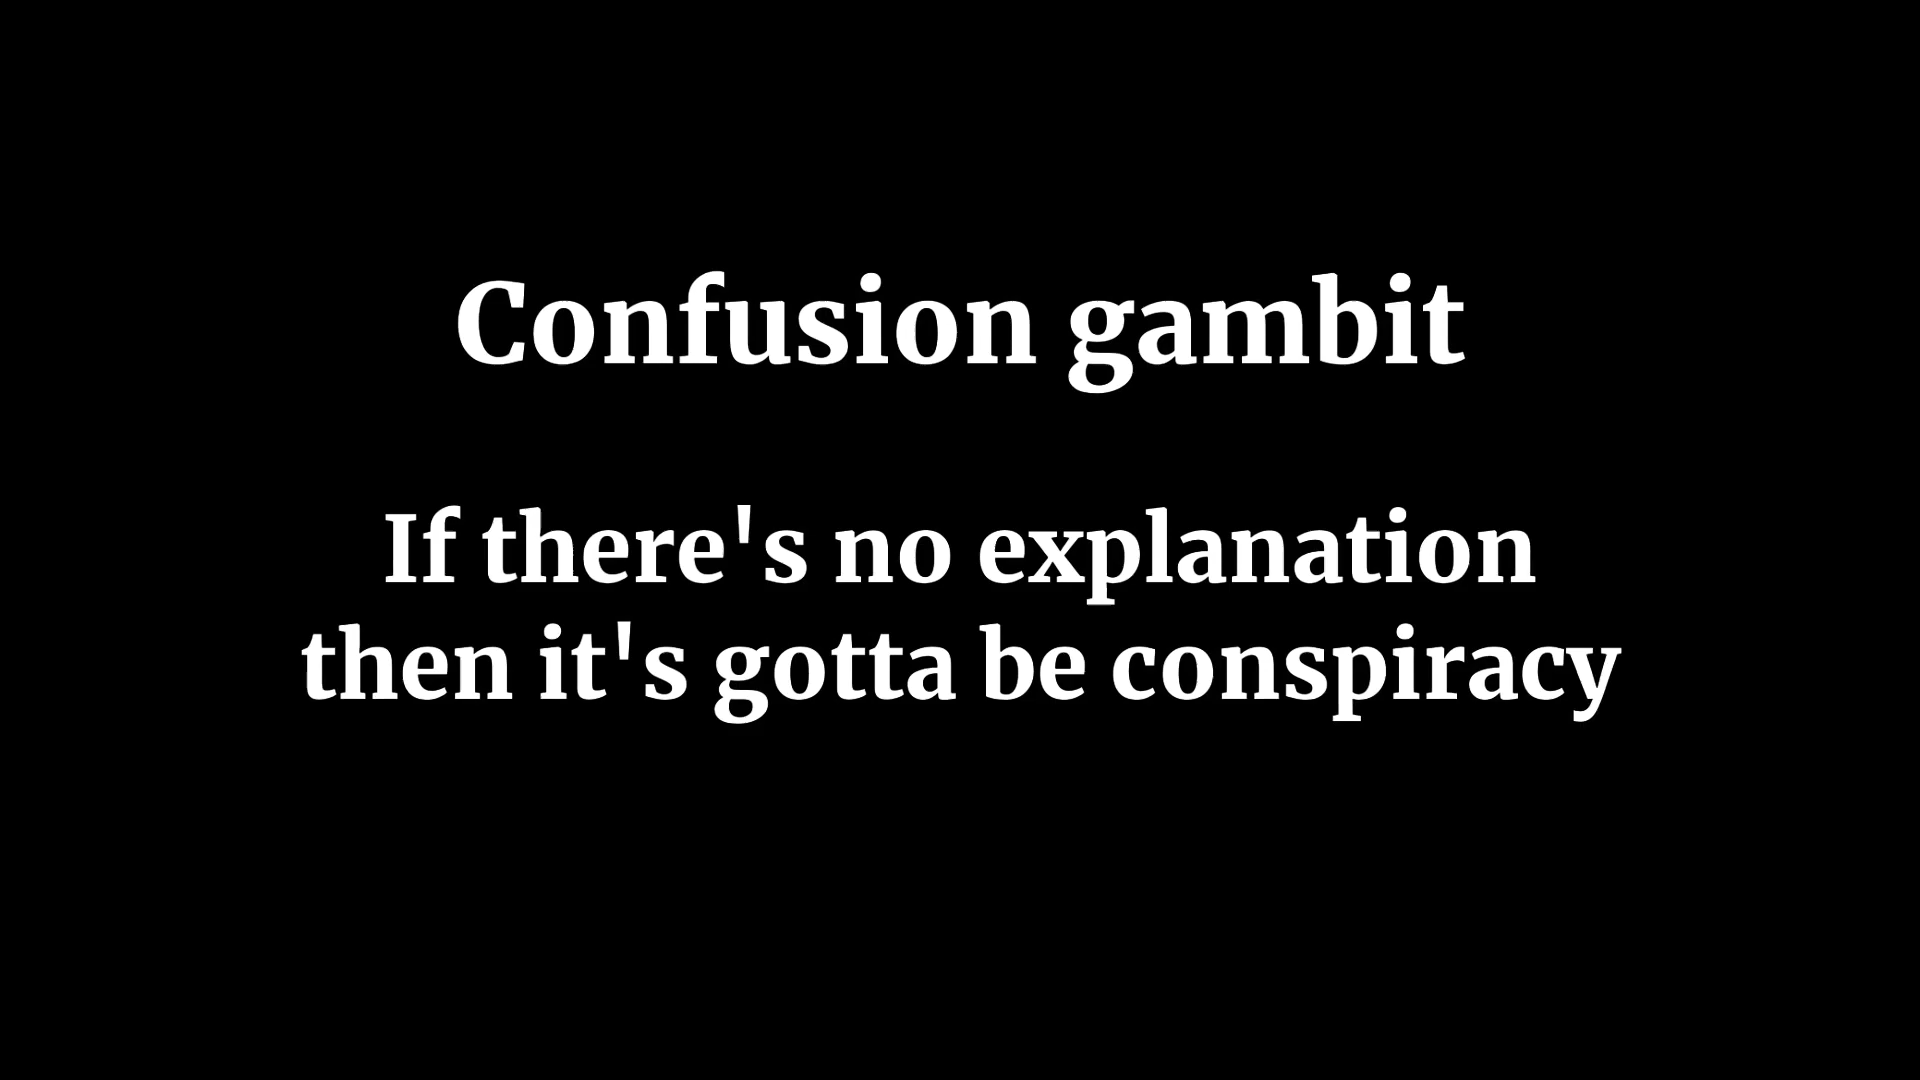 Confusion gambit
If there's no explanation
then it's gotta be conspiracy